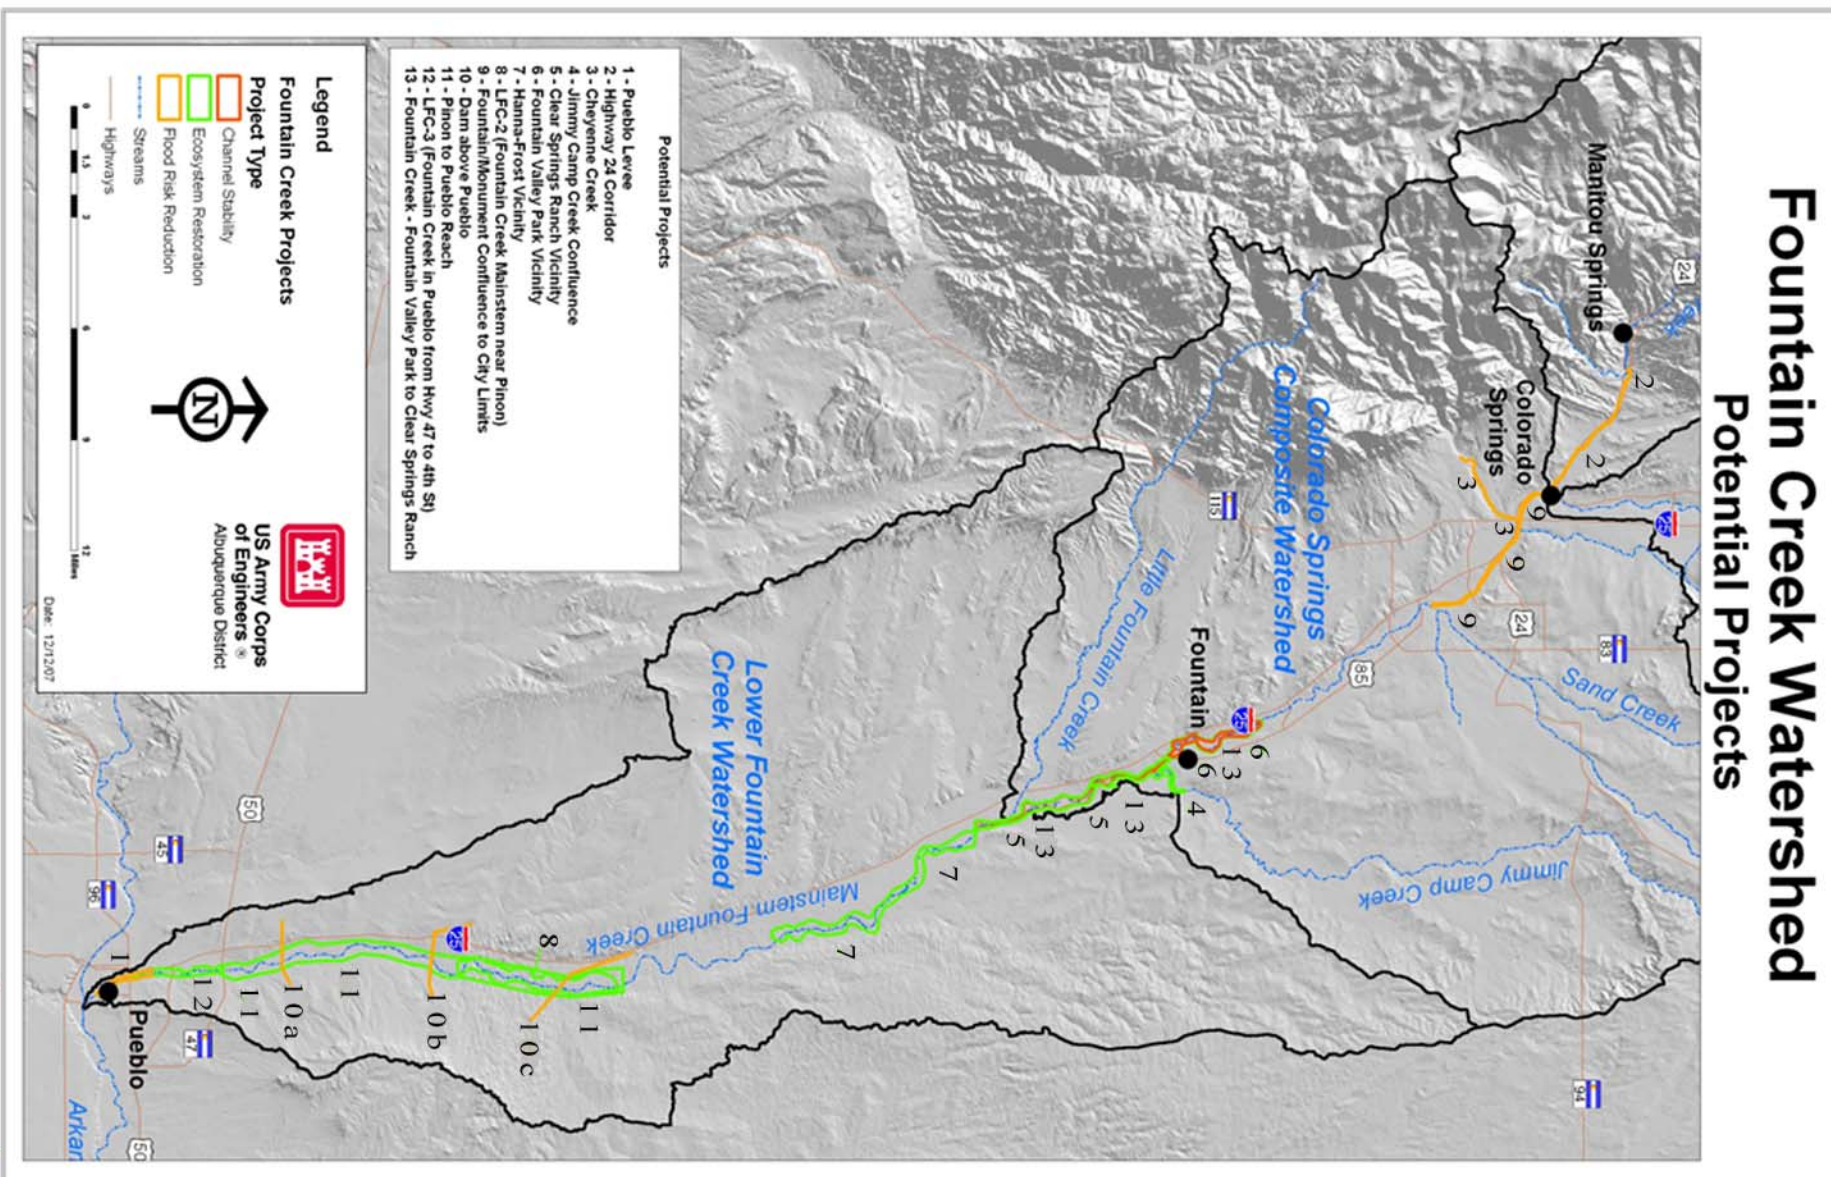 Fountain Creek Watershed
Potential Projects
24
Manitou Springs
2
2
Colorado
Springs
3
9
3
9
9
25
24
83
Sand Creek
115
Colorado Springs
Composite Watershed
85
Little Fountain Creek
Fountain
25
6
13
6
4
13
5
13
5
Jimmy Camp Creek
94
7
7
Lower Fountain
Creek Watershed
Mainstem Fountain Creek
8
25
11
10c
10b
11
10a
11
12
1
Pueblo
50
45
96
47
50
Potential Projects
1 - Pueblo Levee
2 - Highway 24 Corridor
3 - Cheyenne Creek
4 - Jimmy Camp Creek Confluence
5 - Clear Springs Ranch Vicinity
6 - Fountain Valley Park Vicinity
7 - Hanna-Frost Vicinity
8 - LFC-2 (Fountain Creek Mainstem near Pinon)
9 - Fountain/Monument Confluence to City Limits
10 - Dam above Pueblo
11 - Pinon to Pueblo Reach
12 - LFC-3 (Fountain Creek in Pueblo from Hwy 47 to 4th St)
13 - Fountain Creek - Fountain Valley Park to Clear Springs Ranch
Legend
Fountain Creek Projects
Project Type
Channel Stability
Ecosystem Restoration
Flood Risk Reduction
Streams
Highways
N
0 1.5 3 6 9 12
Miles
US Army Corps
of Engineers ®
Albuquerque District
Date: 12/12/07